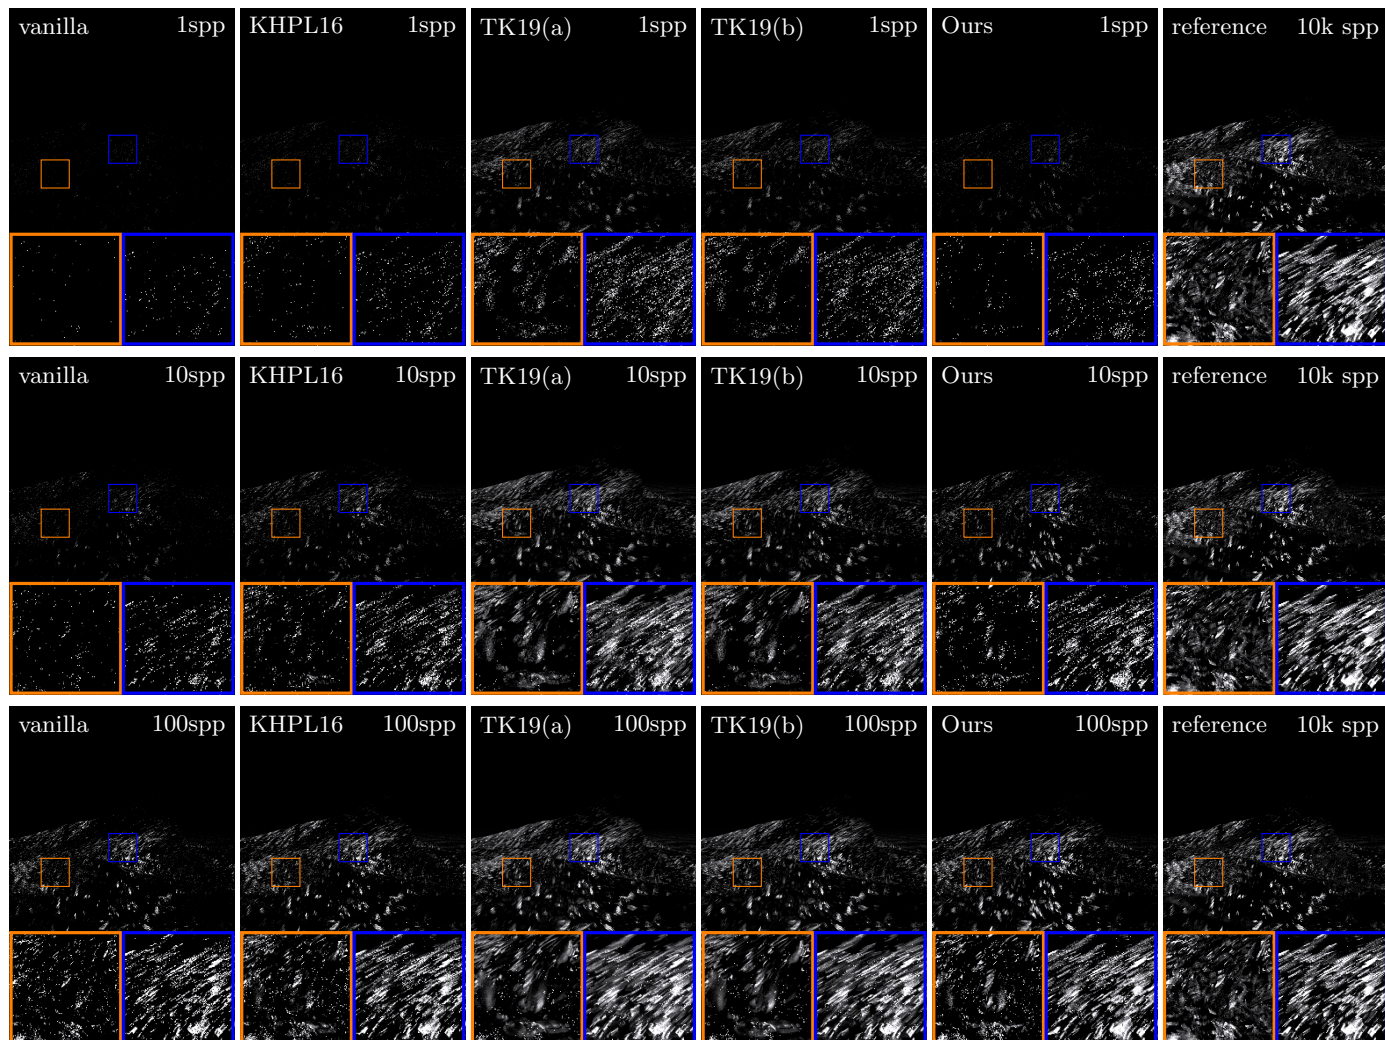 vanilla 1spp KHPL16 1spp TK19(a) 1spp TK19(b) 1spp Ours 1spp reference 10k spp
vanilla 10spp KHPL16 10spp TK19(a) 10spp TK19(b) 10spp Ours 10spp reference 10k spp
vanilla 100spp KHPL16 100spp TK19(a) 100spp TK19(b) 100spp Ours 100spp reference 10k spp